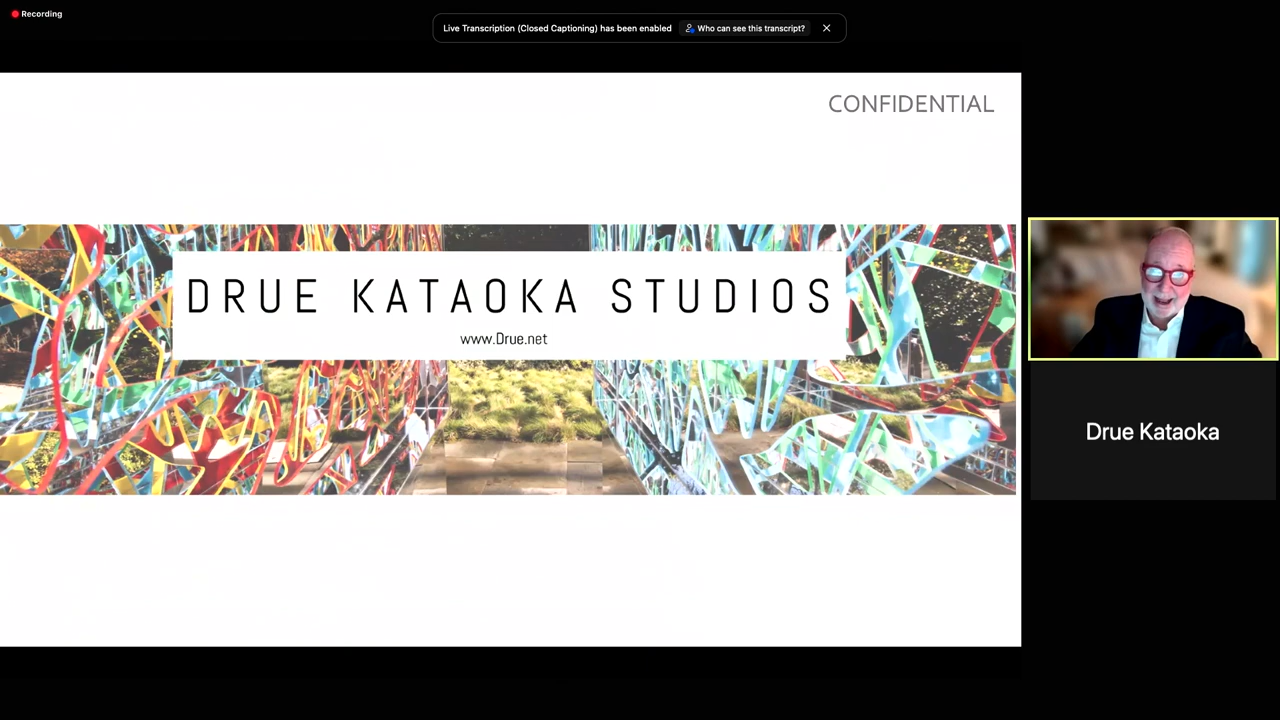 Recording
Live Transcription (Closed Captioning) has been enabled Who can see this transcript?
CONFIDENTIAL
DRUE KATAOKA STUDIOS
www.Drue.net
Drue Kataoka